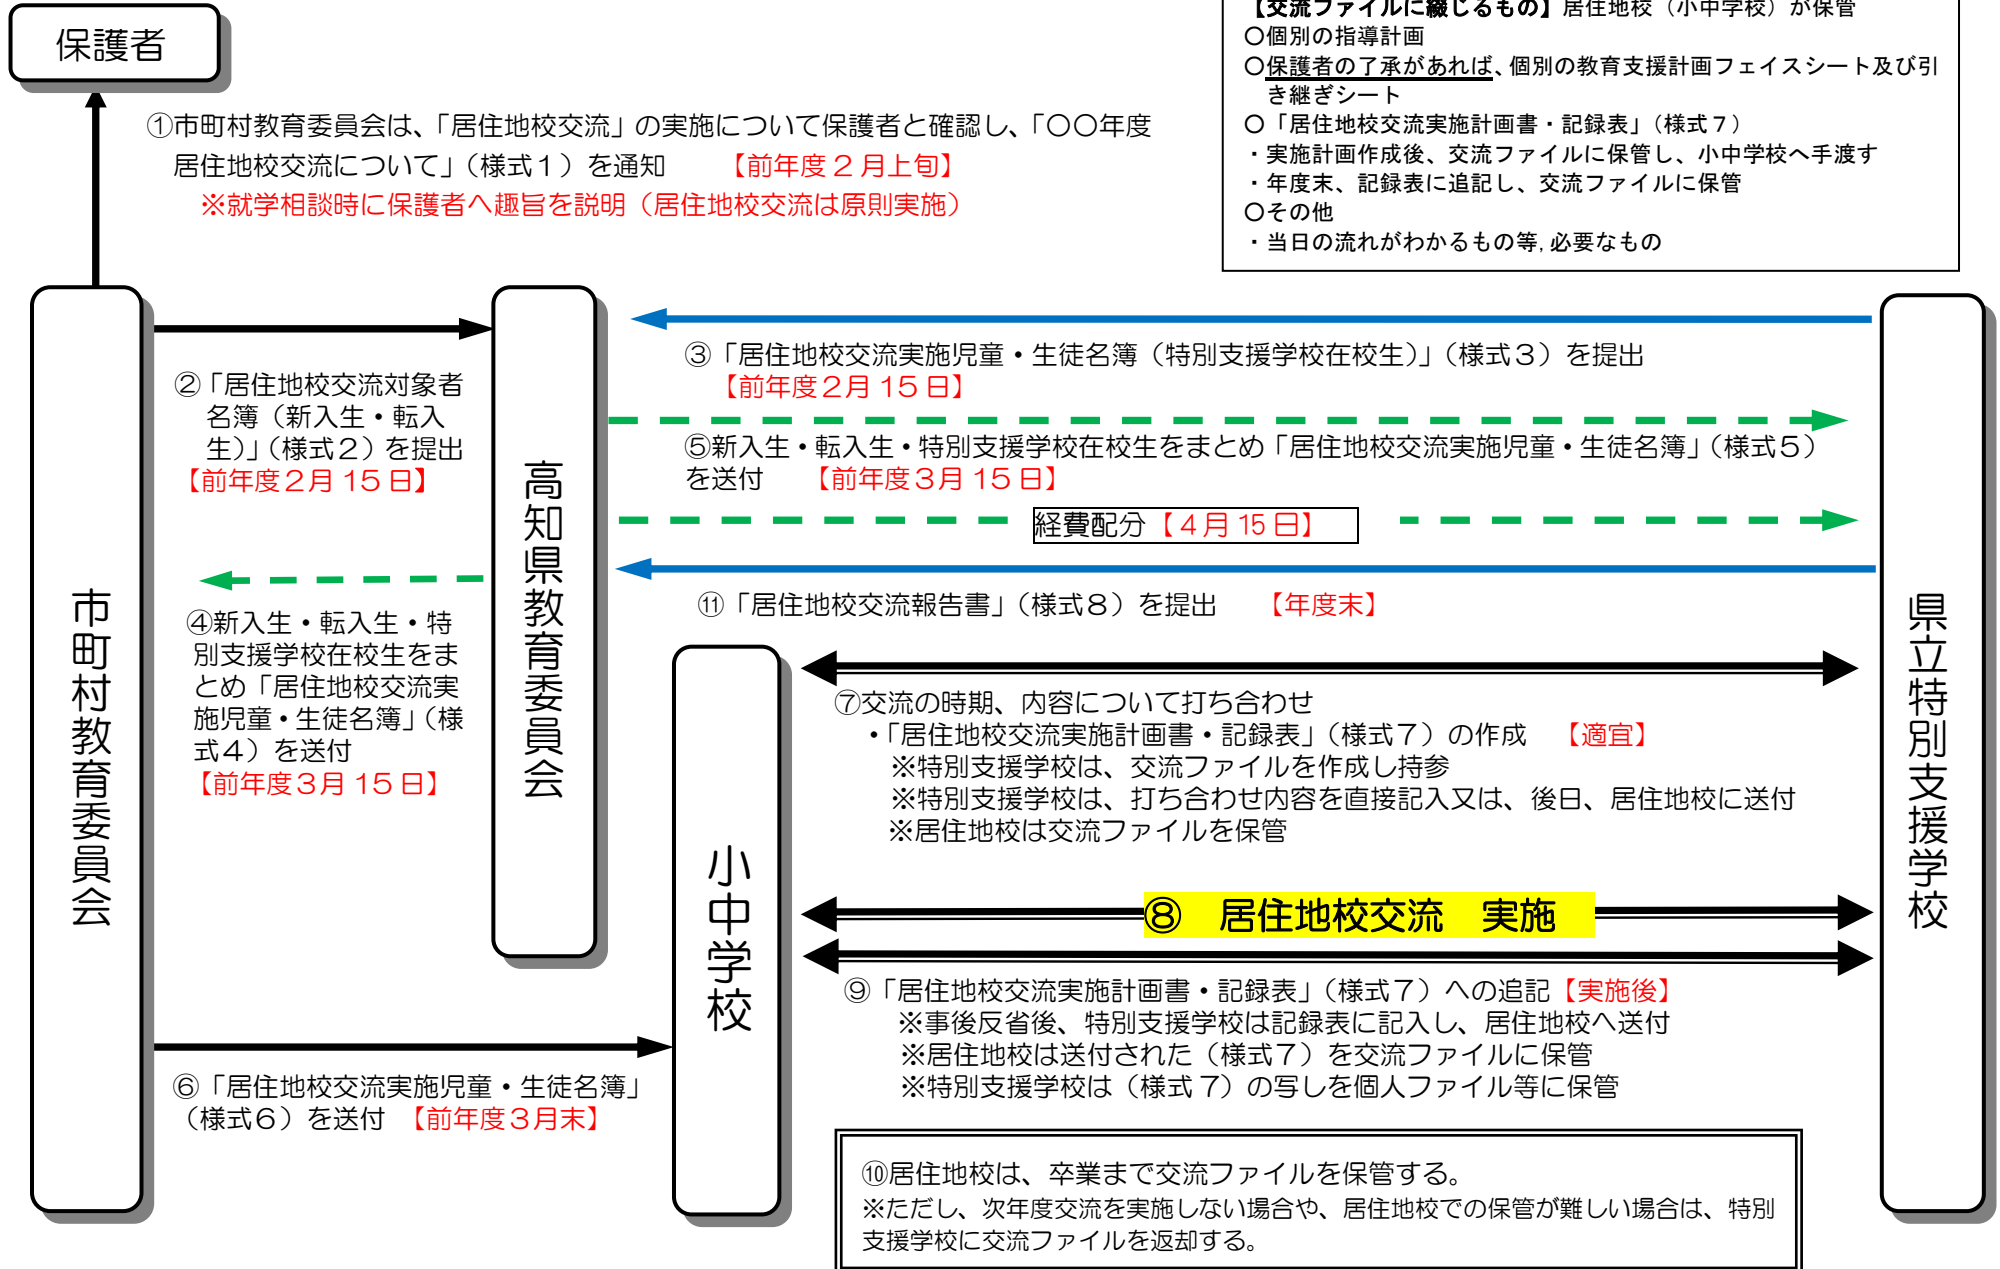 保護者
【交流ファイルに綴じるもの】居住地校（小中学校）が保管
〇個別の指導計画
〇保護者の了承があれば、個別の教育支援計画フェイスシート及び引
き継ぎシート
〇「居住地校交流実施計画書・記録表」（様式７）
・実施計画作成後、交流ファイルに保管し、小中学校へ手渡す
・年度末、記録表に追記し、交流ファイルに保管
〇その他
・当日の流れがわかるもの等,必要なもの
①市町村教育委員会は、「居住地校交流」の実施について保護者と確認し、「〇〇年度
居住地校交流について」（様式１）を通知　【前年度２月上旬】
※就学相談時に保護者へ趣旨を説明（居住地校交流は原則実施）
市町村教育委員会
②「居住地校交流対象者
名簿（新入生・転入
生）」（様式２）を提出
【前年度２月15日】
高知県教育委員会
③「居住地校交流実施児童・生徒名簿（特別支援学校在校生）」（様式３）を提出
【前年度２月15日】
⑤新入生・転入生・特別支援学校在校生をまとめ「居住地校交流実施児童・生徒名簿」（様式５）
を送付　【前年度３月15日】
経費配分【４月15日】
⑪「居住地校交流報告書」（様式８）を提出　【年度末】
県立特別支援学校
④新入生・転入生・特
別支援学校在校生をま
とめ「居住地校交流実
施児童・生徒名簿」（様
式４）を送付
【前年度３月15日】
小中学校
⑦交流の時期、内容について打ち合わせ
・「居住地校交流実施計画書・記録表」（様式７）の作成　【適宜】
※特別支援学校は、交流ファイルを作成し持参
※特別支援学校は、打ち合わせ内容を直接記入又は、後日、居住地校に送付
※居住地校は交流ファイルを保管
⑧　居住地校交流　実施
⑨「居住地校交流実施計画書・記録表」（様式７）への追記【実施後】
※事後反省後、特別支援学校は記録表に記入し、居住地校へ送付
※居住地校は送付された（様式７）を交流ファイルに保管
※特別支援学校は（様式７）の写しを個人ファイル等に保管
⑥「居住地校交流実施児童・生徒名簿」
（様式６）を送付　【前年度３月末】
⑩居住地校は、卒業まで交流ファイルを保管する。
※ただし、次年度交流を実施しない場合や、居住地校での保管が難しい場合は、特別
支援学校に交流ファイルを返却する。